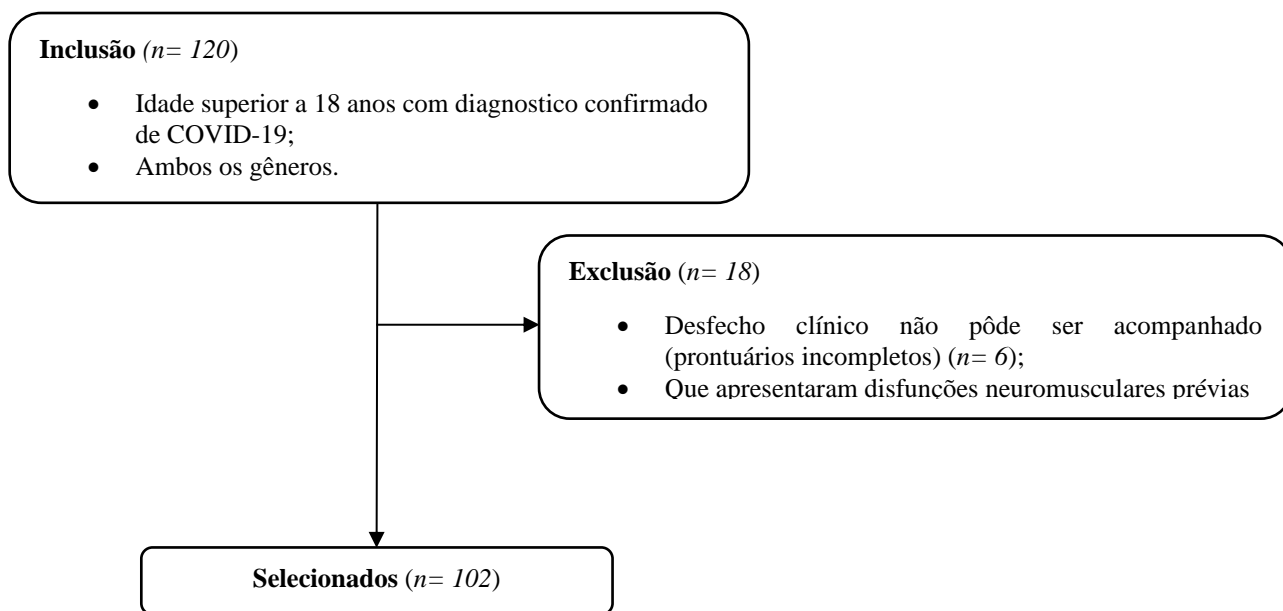 Inclusão (n= 120)
• Idade superior a 18 anos com diagnostico confirmado
de COVID-19;
• Ambos os gêneros.
Exclusão (n= 18)
• Desfecho clínico não pôde ser acompanhado
(prontuários incompletos) (n= 6);
• Que apresentaram disfunções neuromusculares prévias
Selecionados (n= 102)